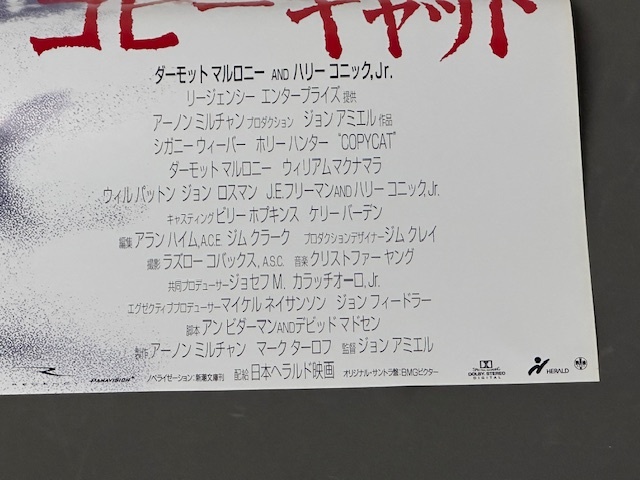 コピーキャット
ダーモット マルロニー AND ハリー コニック,Jr.
リージェンシー エンタープライズ 提供
アーノン ミルチャン プロダクション ジョン アミエル 作品
シガニー ウィーバー ホリー ハンター "COPYCAT"
ダーモット マルロニー ウィリアム マクナマラ
ウィル パットン ジョン ロスマン J.E.フリーマン AND ハリー コニック,Jr.
キャスティング ビリー ホプキンス ケリー バーデン
編集 アラン ハイム,A.C.E. ジム クラーク プロダクションデザイナー ジム クレイ
撮影 ラズロー コバックス,A.S.C. 音楽 クリストファー ヤング
共同プロデューサー ジョセフ M. カラッチオーロ,Jr.
エグゼクティブプロデューサー マイケル ネイサンソン ジョン フィードラー
脚本 アン ビダーマン AND デビッド マドセン
製作 アーノン ミルチャン マーク ターロフ 監督 ジョン アミエル
PANAVISION ノベライゼーション:新潮文庫刊 配給 日本ヘラルド映画 オリジナル・サントラ盤:BMGビクター DOLBY STEREO DIGITAL HERALD